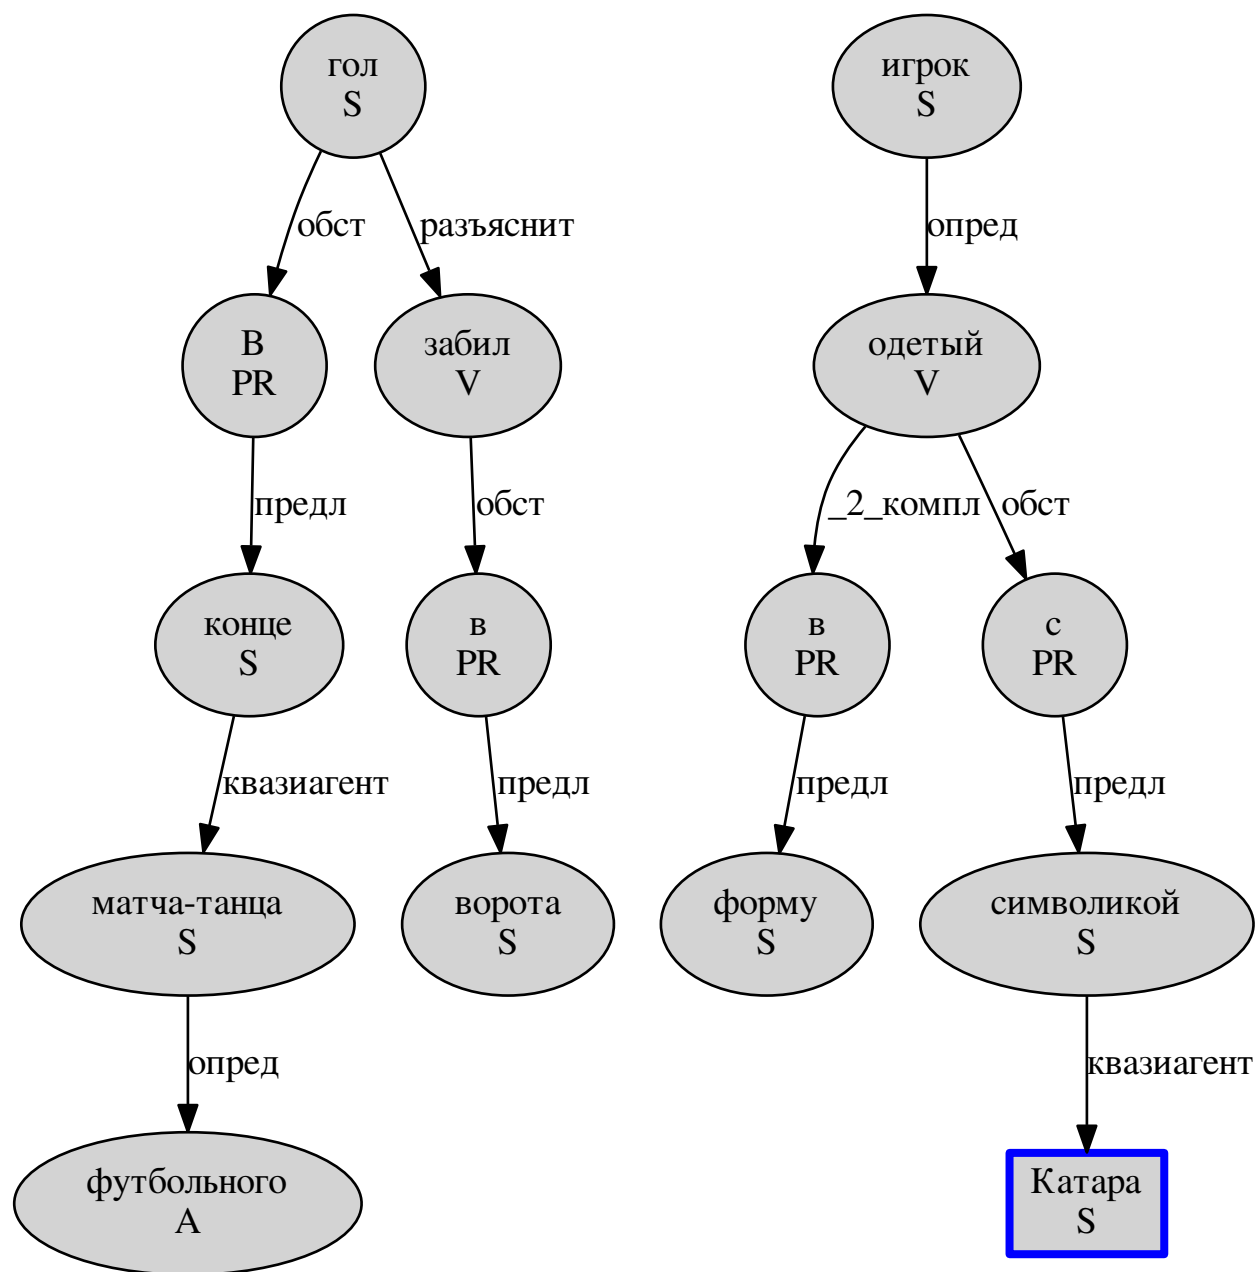 гол
S
игрок
S
обст
разъяснит
опред
В
PR
забил
V
одетый
V
предл
обст
_2_компл
обст
конце
S
в
PR
в
PR
с
PR
квазиагент
предл
предл
предл
матча-танца
S
ворота
S
форму
S
символикой
S
опред
квазиагент
футбольного
A
Катара
S